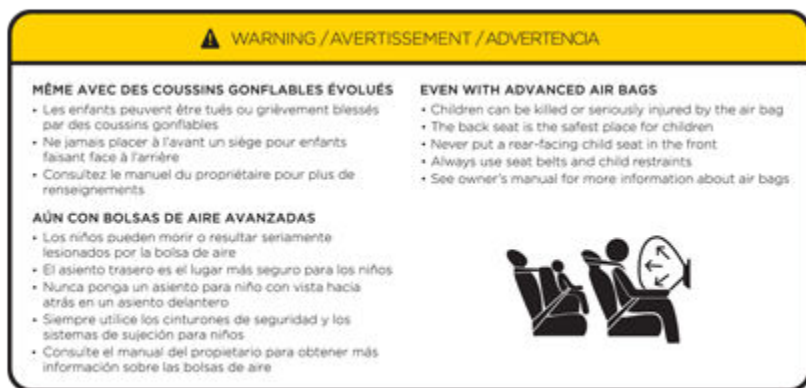 WARNING / AVERTISSEMENT / ADVERTENCIA
MÊME AVEC DES COUSSINS GONFLABLES ÉVOLUÉS
• Les enfants peuvent être tués ou grièvement blessés
par des coussins gonflables
• Ne jamais placer à l'avant un siège pour enfants
faisant face à l'arrière
• Consultez le manuel du propriétaire pour plus de
renseignements
AÚN CON BOLSAS DE AIRE AVANZADAS
• Los niños pueden morir o resultar seriamente
lesionados por la bolsa de aire
• El asiento trasero es el lugar más seguro para los niños
• Nunca ponga un asiento para niño con vista hacia
atrás en un asiento delantero
• Siempre utilice los cinturones de seguridad y los
sistemas de sujeción para niños
• Consulte el manual del propietario para obtener más
información sobre las bolsas de aire
EVEN WITH ADVANCED AIR BAGS
• Children can be killed or seriously injured by the air bag
• The back seat is the safest place for children
• Never put a rear-facing child seat in the front
• Always use seat belts and child restraints
• See owner's manual for more information about air bags